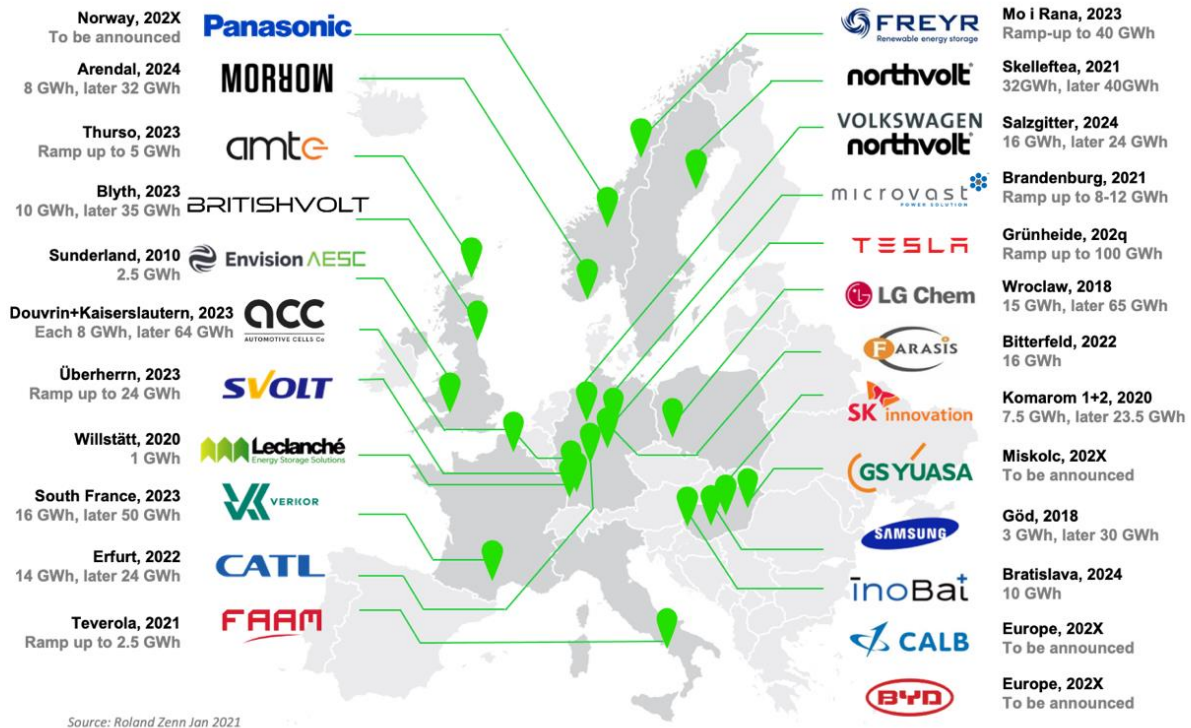 Norway, 202X
To be announced
Panasonic
Arendal, 2024
8 GWh, later 32 GWh
MORROW
Thurso, 2023
Ramp up to 5 GWh
amte
Blyth, 2023
10 GWh, later 35 GWh
BRITISHVOLT
Sunderland, 2010
2.5 GWh
Envision AESC
Douvrin+Kaiserslautern, 2023
Each 8 GWh, later 64 GWh
acc
AUTOMOTIVE CELLS Co
Überherrn, 2023
Ramp up to 24 GWh
SVOLT
Willstätt, 2020
1 GWh
Leclanché
Energy Storage Solutions
South France, 2023
16 GWh, later 50 GWh
VERKOR
Erfurt, 2022
14 GWh, later 24 GWh
CATL
Teverola, 2021
Ramp up to 2.5 GWh
FAAM
FREYR
Renewable energy storage
Mo i Rana, 2023
Ramp-up to 40 GWh
northvolt
Skelleftea, 2021
32GWh, later 40GWh
VOLKSWAGEN
northvolt
Salzgitter, 2024
16 GWh, later 24 GWh
microvast
POWER SOLUTION
Brandenburg, 2021
Ramp up to 8-12 GWh
TESLA
Grünheide, 202q
Ramp up to 100 GWh
LG Chem
Wroclaw, 2018
15 GWh, later 65 GWh
FARASIS
Bitterfeld, 2022
16 GWh
SK innovation
Komarom 1+2, 2020
7.5 GWh, later 23.5 GWh
GS YUASA
Miskolc, 202X
To be announced
SAMSUNG
Göd, 2018
3 GWh, later 30 GWh
inoBat
Bratislava, 2024
10 GWh
CALB
Europe, 202X
To be announced
BYD
Europe, 202X
To be announced
Source: Roland Zenn Jan 2021